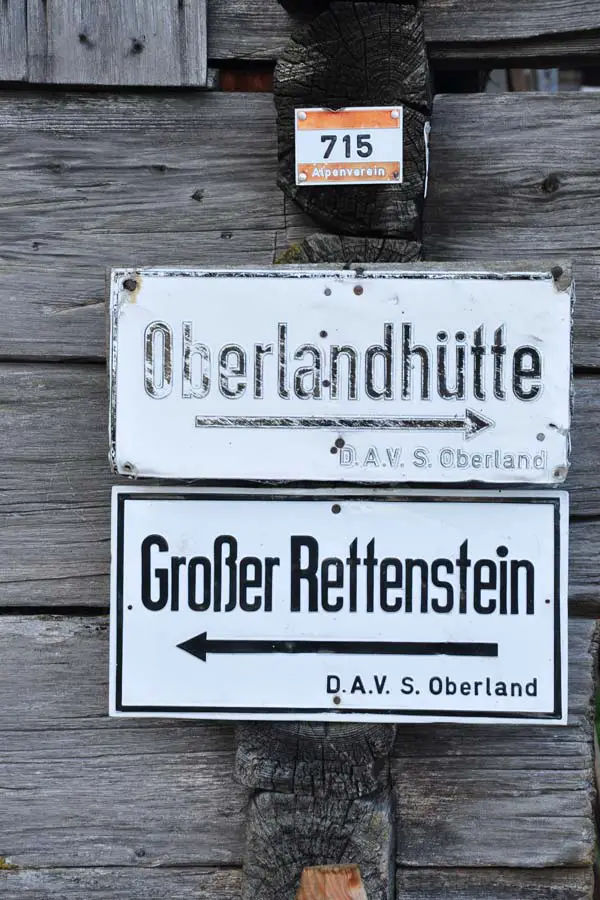 715
Alpenverein
Oberlandhütte
D.A.V. S. Oberland
Großer Rettenstein
D.A.V. S. Oberland